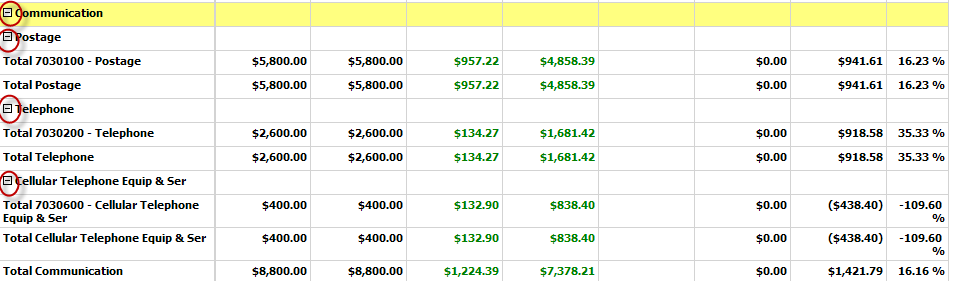 Communication
Postage
Total 7030100 - Postage $5,800.00 $5,800.00 $957.22 $4,858.39 $0.00 $941.61 16.23 %
Total Postage $5,800.00 $5,800.00 $957.22 $4,858.39 $0.00 $941.61 16.23 %
Telephone
Total 7030200 - Telephone $2,600.00 $2,600.00 $134.27 $1,681.42 $0.00 $918.58 35.33 %
Total Telephone $2,600.00 $2,600.00 $134.27 $1,681.42 $0.00 $918.58 35.33 %
Cellular Telephone Equip & Ser
Total 7030600 - Cellular Telephone $400.00 $400.00 $132.90 $838.40 $0.00 ($438.40) -109.60
Equip & Ser %
Total Cellular Telephone Equip & Ser $400.00 $400.00 $132.90 $838.40 $0.00 ($438.40) -109.60
%
Total Communication $8,800.00 $8,800.00 $1,224.39 $7,378.21 $0.00 $1,421.79 16.16 %